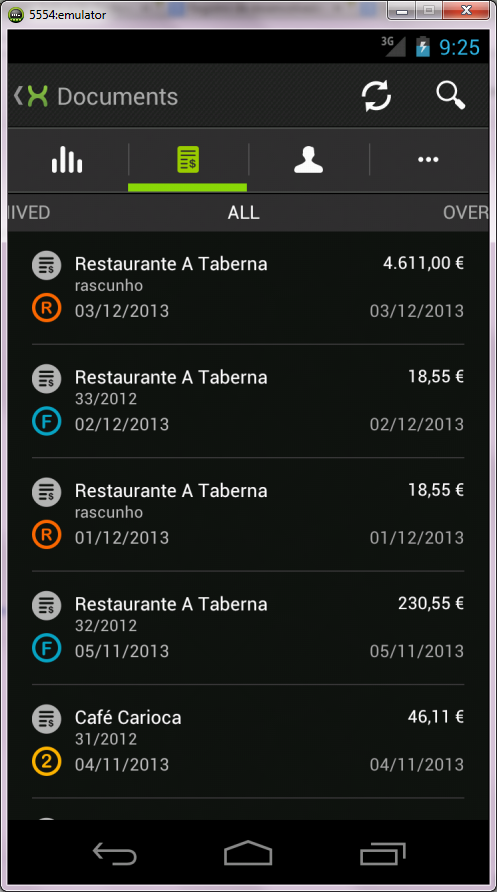 5554:emulator
3G 9:25
Documents
HIVED ALL OVER
Restaurante A Taberna 4.611,00 €
rascunho
R 03/12/2013 03/12/2013
Restaurante A Taberna 18,55 €
33/2012
F 02/12/2013 02/12/2013
Restaurante A Taberna 18,55 €
rascunho
R 01/12/2013 01/12/2013
Restaurante A Taberna 230,55 €
32/2012
F 05/11/2013 05/11/2013
Café Carioca 46,11 €
31/2012
2 04/11/2013 04/11/2013